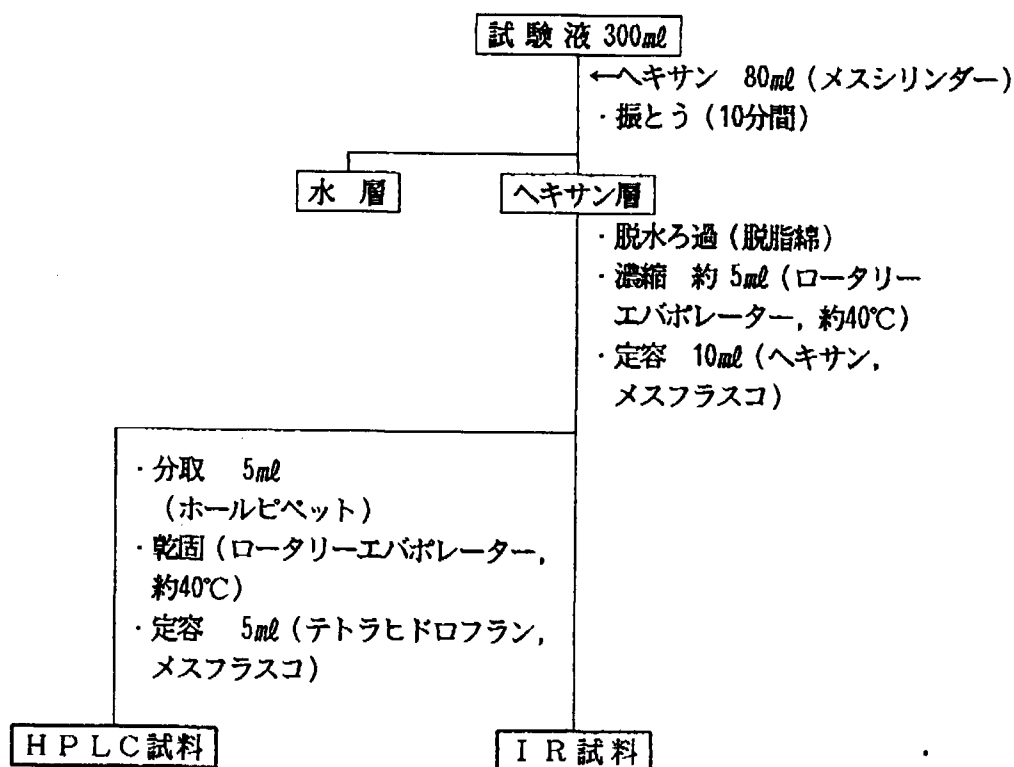 試験液 300ml
←ヘキサン 80ml(メスシリンダー)
・振とう(10分間)
水層
ヘキサン層
・脱水ろ過(脱脂綿)
・濃縮 約 5ml(ロータリー
エバポレーター,約40℃)
・定容 10ml(ヘキサン,
メスフラスコ)
・分取 5ml
(ホールピペット)
・乾固(ロータリーエバポレーター,
約40℃)
・定容 5ml(テトラヒドロフラン,
メスフラスコ)
HPLC試料
IR試料